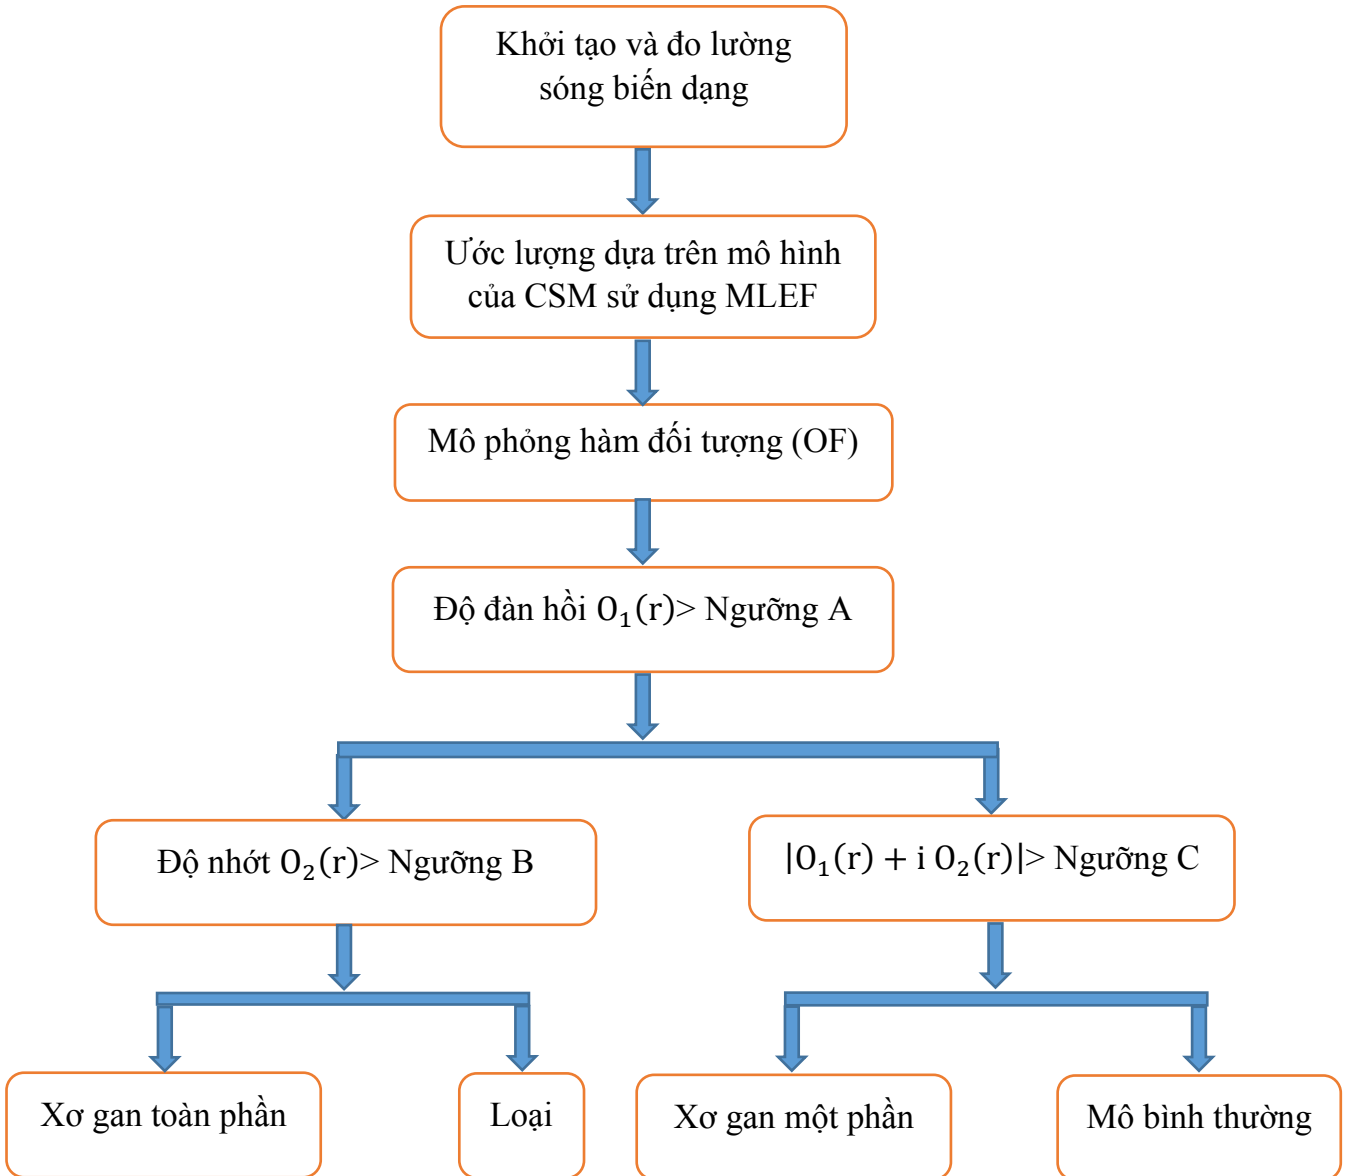 Khởi tạo và đo lường
sóng biến dạng
Ước lượng dựa trên mô hình
của CSM sử dụng MLEF
Mô phỏng hàm đối tượng (OF)
Độ đàn hồi O₁(r)> Ngưỡng A
Độ nhớt O₂(r)> Ngưỡng B
|O₁(r) + i O₂(r)|> Ngưỡng C
Xơ gan toàn phần
Loại
Xơ gan một phần
Mô bình thường